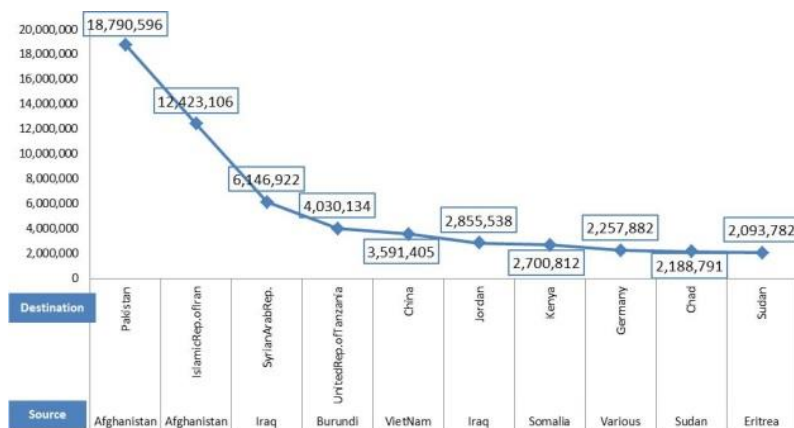 20,000,000
18,000,000
16,000,000
14,000,000
12,000,000
10,000,000
8,000,000
6,000,000
4,000,000
2,000,000
0
18,790,596
12,423,106
6,146,922
4,030,134
3,591,405
2,855,538
2,700,812
2,257,882
2,188,791
2,093,782
Destination
Pakistan
IslamicRep.ofIran
SyrianArabRep.
UnitedRep.ofTanzania
China
Jordan
Kenya
Germany
Chad
Sudan
Source
Afghanistan
Afghanistan
Iraq
Burundi
VietNam
Iraq
Somalia
Various
Sudan
Eritrea